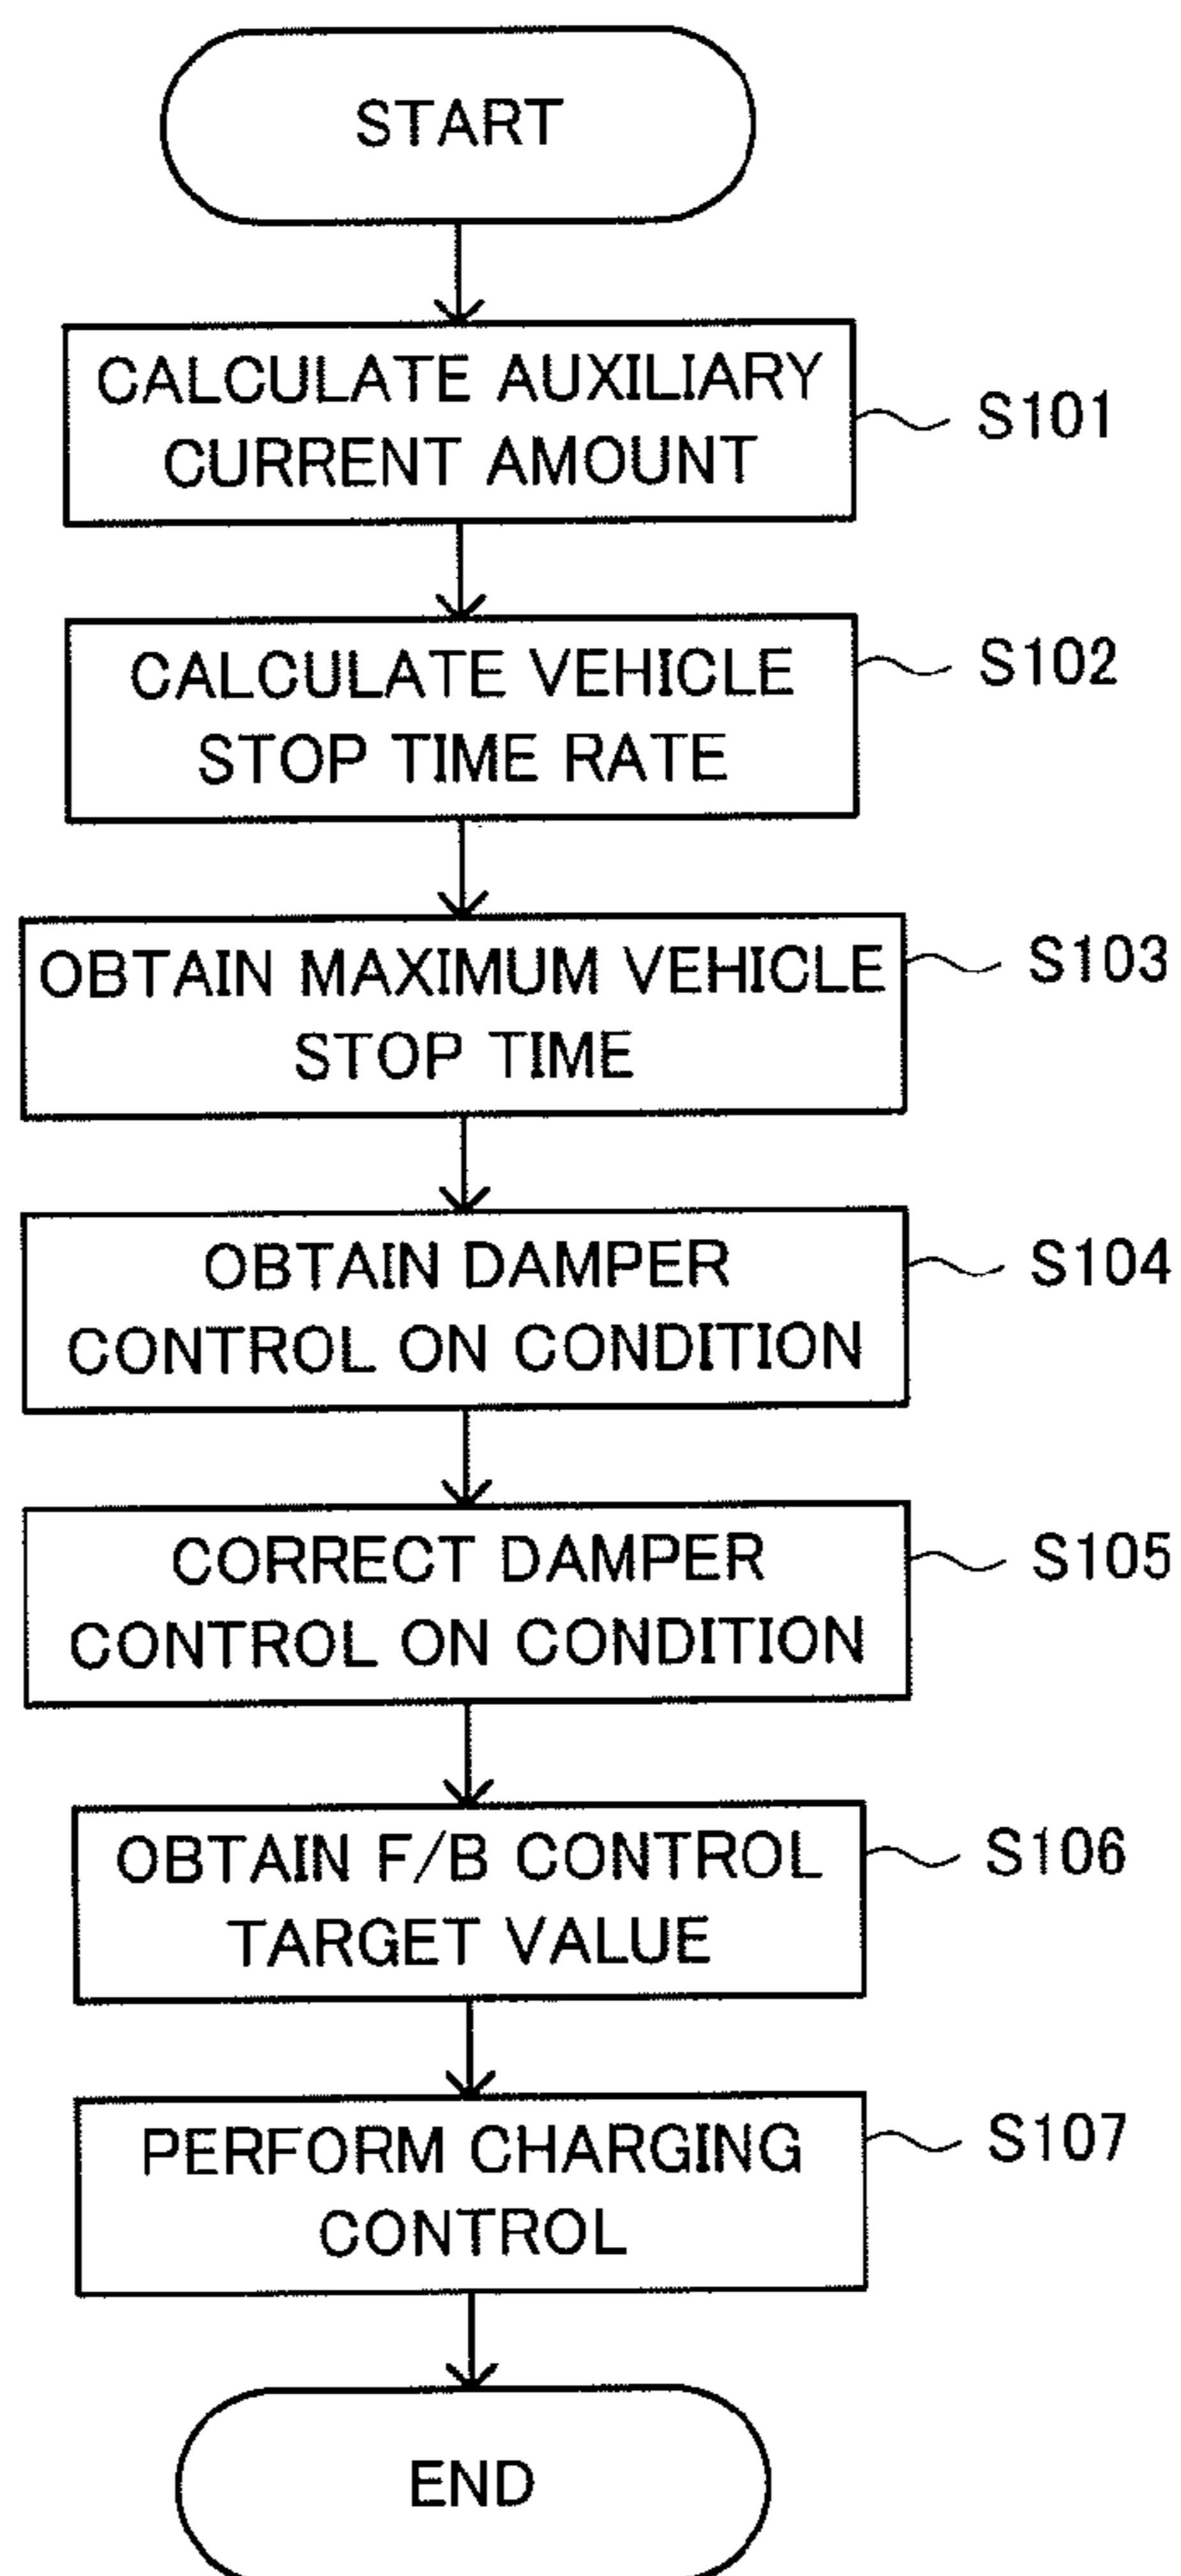 START
CALCULATE AUXILIARY
CURRENT AMOUNT
S101
CALCULATE VEHICLE
STOP TIME RATE
S102
OBTAIN MAXIMUM VEHICLE
STOP TIME
S103
OBTAIN DAMPER
CONTROL ON CONDITION
S104
CORRECT DAMPER
CONTROL ON CONDITION
S105
OBTAIN F/B CONTROL
TARGET VALUE
S106
PERFORM CHARGING
CONTROL
S107
END